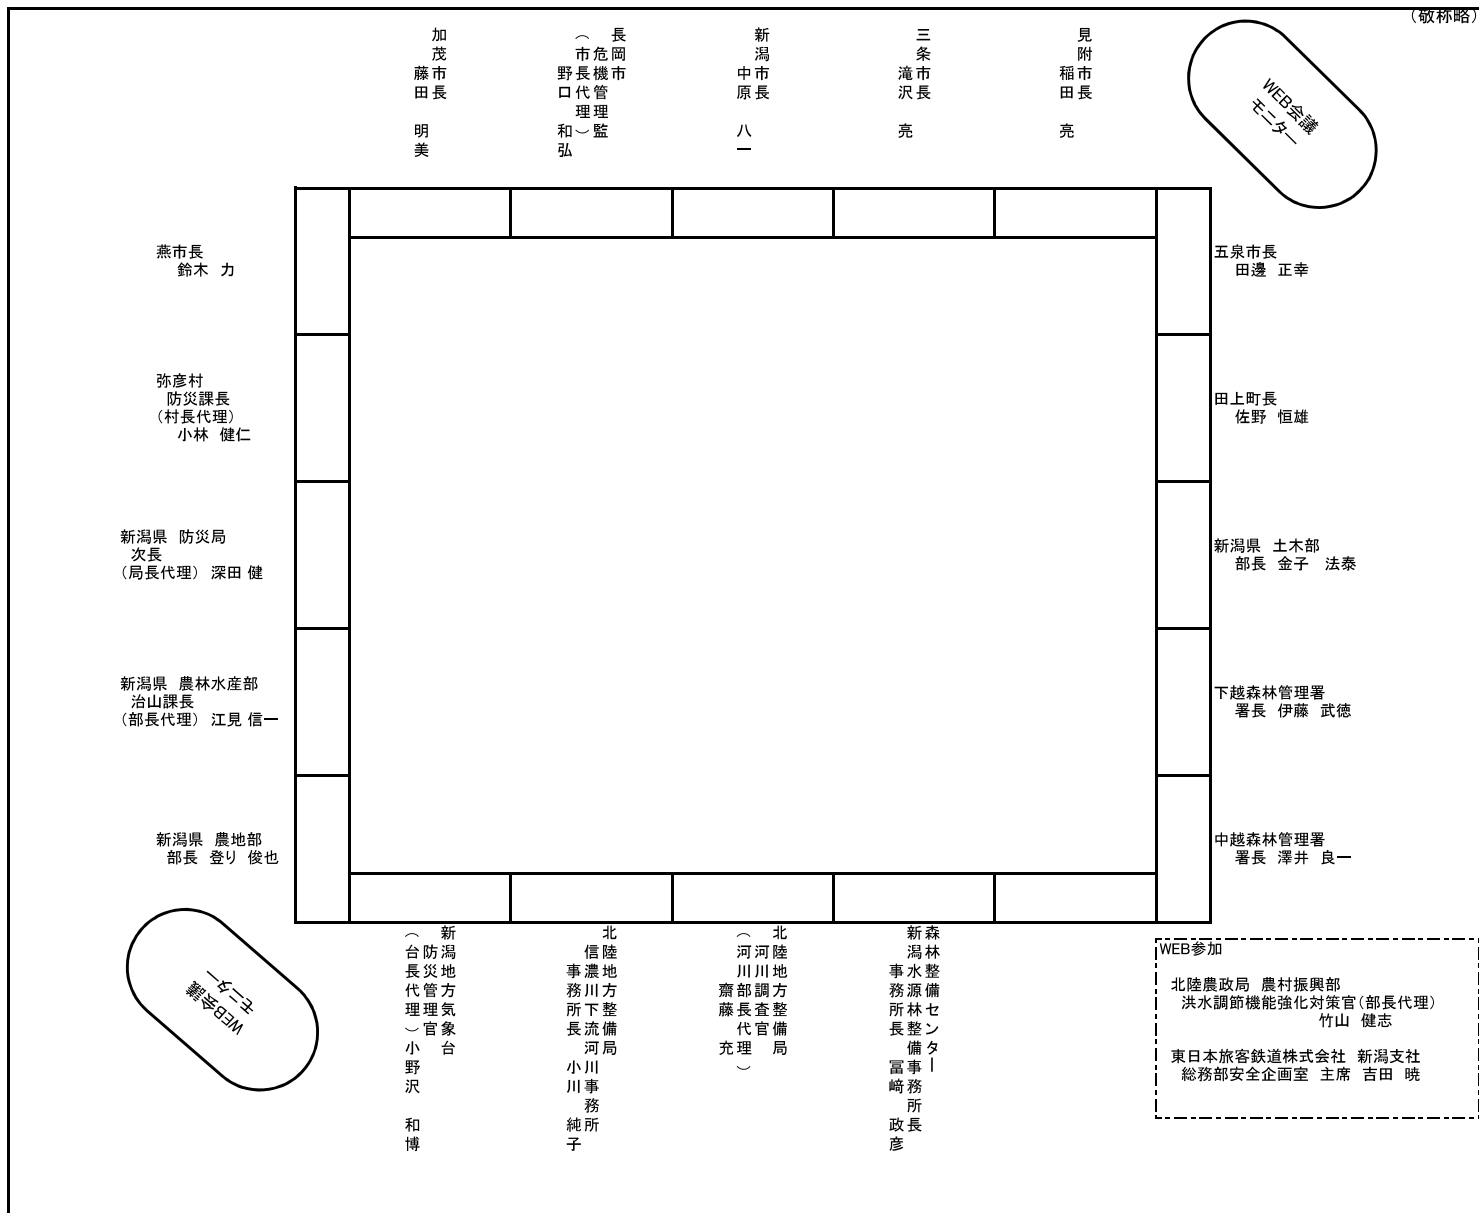 （敬称略）
加茂市長
藤田　明美
長岡市
危機管理監
（市長代理）
野口　和弘
新潟市長
中原　八一
三条市長
滝沢　亮
見附市長
稲田　亮
WEB会議
モニター
燕市長
鈴木　力
弥彦村
防災課長
（村長代理）
小林　健仁
新潟県　防災局
次長
（局長代理）　深田 健
新潟県　農林水産部
治山課長
（部長代理）　江見 信一
新潟県　農地部
部長　登り　俊也
五泉市長
田邊　正幸
田上町長
佐野　恒雄
新潟県　土木部
部長　金子　法泰
下越森林管理署
署長　伊藤　武徳
中越森林管理署
署長　澤井　良一
WEB会議
モニター
新潟地方気象台
防災管理官
（台長代理）小野沢　和博
北陸地方整備局
信濃川下流河川事務所
事務所長　小川　純子
北陸地方整備局
河川調査官
（河川部長代理）
齋藤　充
森林整備センター
新潟水源林整備事務所長
事務所長　冨﨑　政彦
WEB参加
北陸農政局　農村振興部
洪水調節機能強化対策官（部長代理）
竹山　健志
東日本旅客鉄道株式会社　新潟支社
総務部安全企画室　主席　吉田　暁